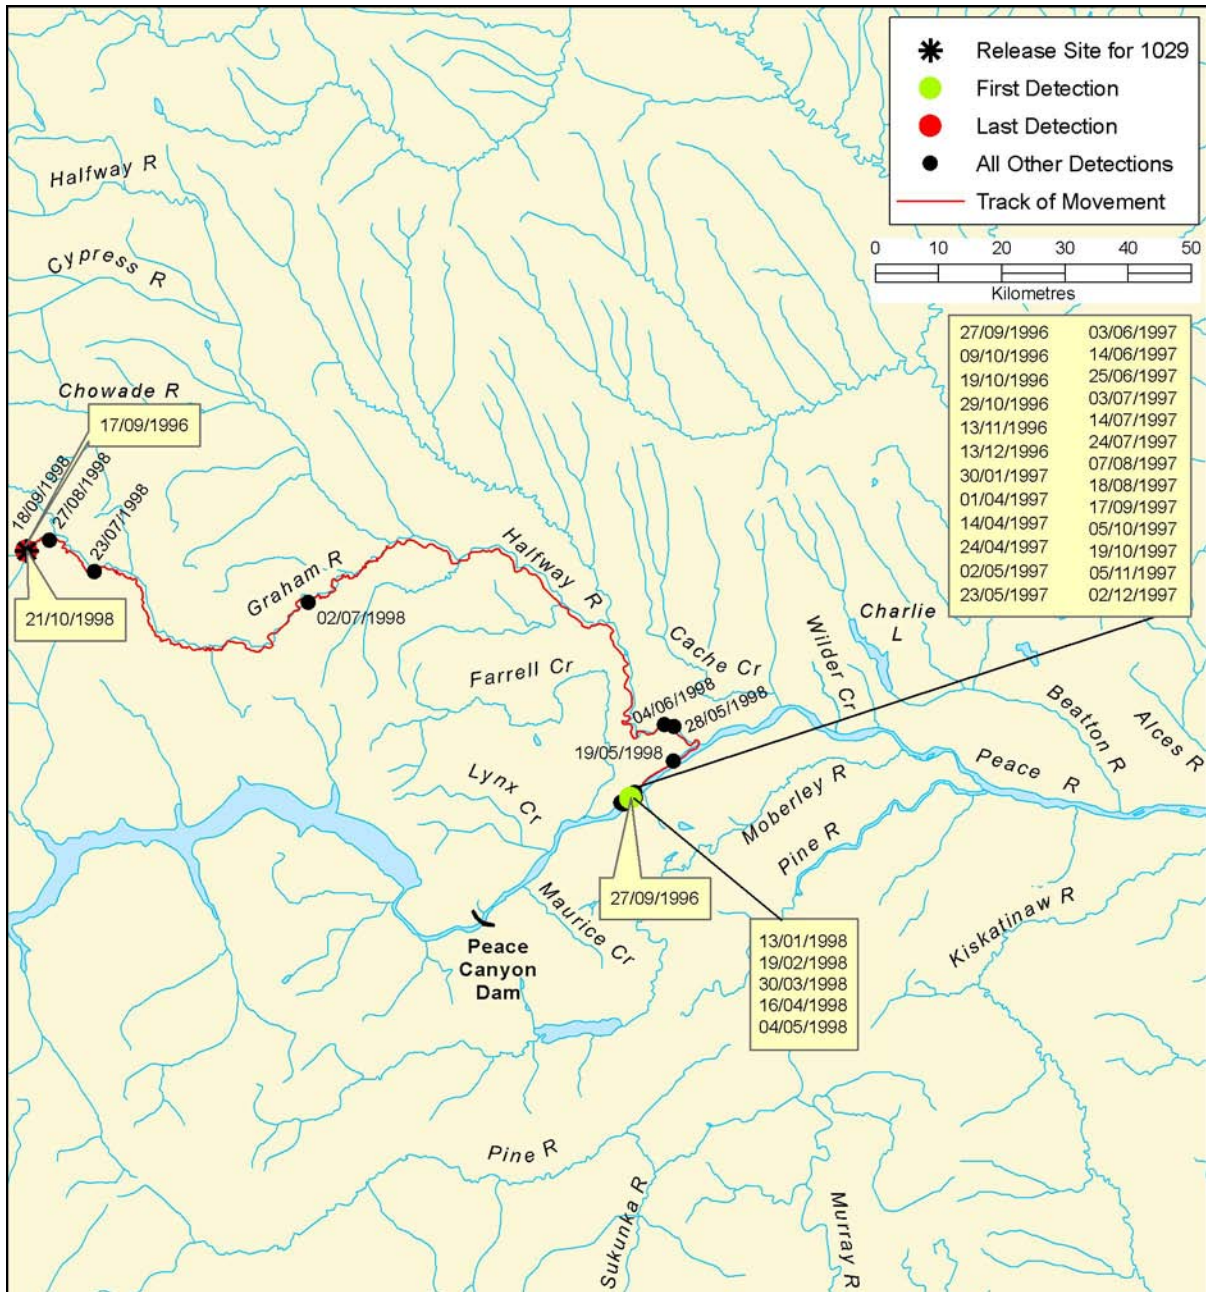 Release Site for 1029
First Detection
Last Detection
All Other Detections
Track of Movement
0 10 20 30 40 50
Kilometres
Halfway R
Cypress R
Chowade R
17/09/1996
18/09/1998
27/08/1998
23/07/1998
21/10/1998
Graham R
02/07/1998
Halfway R
27/09/1996 03/06/1997
09/10/1996 14/06/1997
19/10/1996 25/06/1997
29/10/1996 03/07/1997
13/11/1996 14/07/1997
13/12/1996 24/07/1997
30/01/1997 07/08/1997
01/04/1997 18/08/1997
14/04/1997 17/09/1997
24/04/1997 05/10/1997
02/05/1997 19/10/1997
23/05/1997 05/11/1997
02/12/1997
Charlie
L
Cache Cr
Wilder Cr
Farrell Cr
04/06/1998
28/05/1998
19/05/1998
Beatton R
Alces R
Peace R
Lynx Cr
Moberley R
Pine R
27/09/1996
Maurice Cr
Peace
Canyon
Dam
13/01/1998
19/02/1998
30/03/1998
16/04/1998
04/05/1998
Kiskatinaw R
Pine R
Sukunka R
Murray R